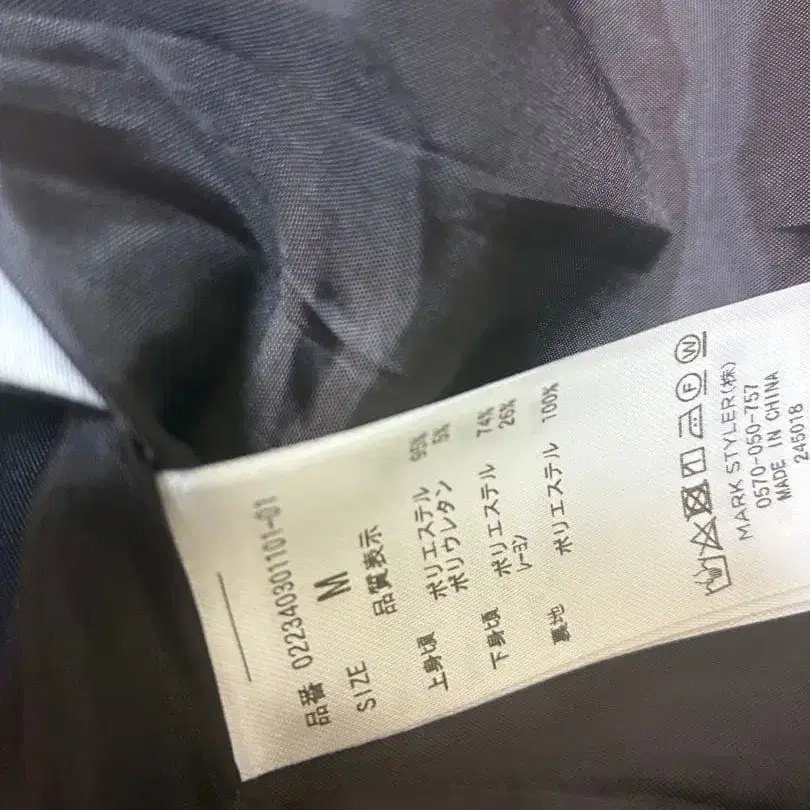 品番 022340301101-01
SIZE M
品質表示
上身頃 ポリエステル 95%
ポリウレタン 5%
下身頃 ポリエステル 74%
レーヨン 26%
裏地 ポリエステル 100%
F W
MARK STYLER(株)
0570-050-757
MADE IN CHINA
245018